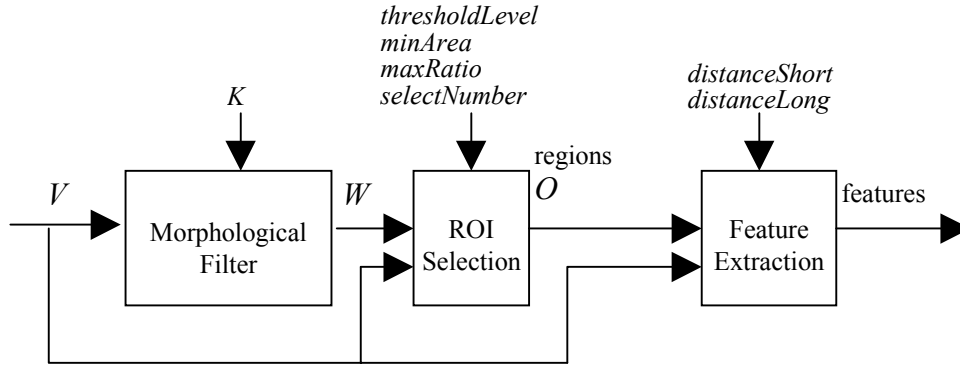 thresholdLevel
minArea
maxRatio
selectNumber
distanceShort
distanceLong
K
regions
V
W
O
features
Morphological
Filter
ROI
Selection
Feature
Extraction